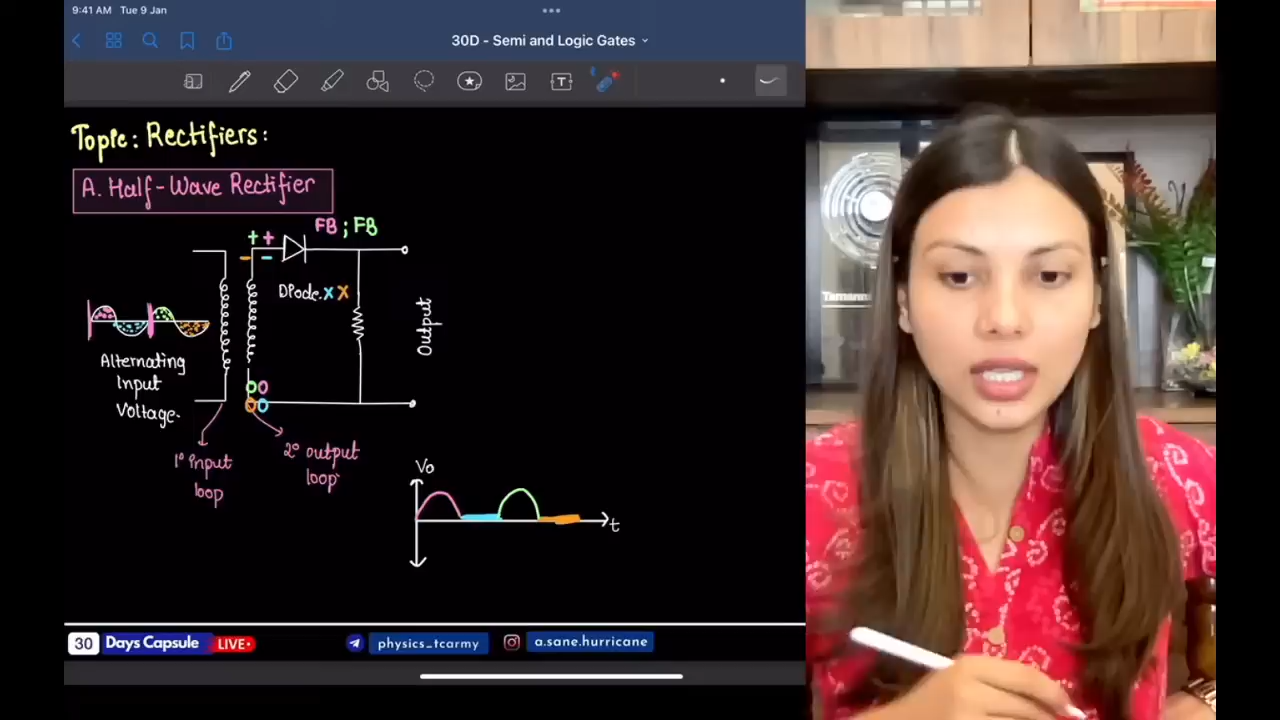 9:41 AM Tue 9 Jan
30D - Semi and Logic Gates
T
Topic: Rectifiers:
A. Half-Wave Rectifier
FB ; FB
+ +
- -
Diode. x x
Output
Alternating
Input
Voltage.
1° input
loop
2° output
loop
Vo
t
30 Days Capsule LIVE
physics_tcarmy
a.sane.hurricane